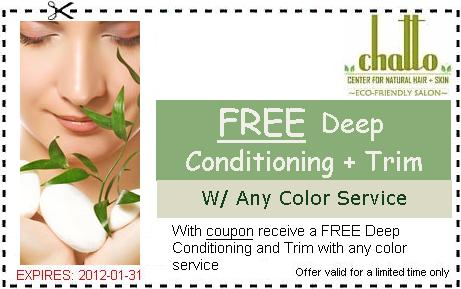 chatto
CENTER FOR NATURAL HAIR + SKIN
~ECO-FRIENDLY SALON~
FREE Deep
Conditioning + Trim
W/ Any Color Service
With coupon receive a FREE Deep
Conditioning and Trim with any color
service
EXPIRES: 2012-01-31
Offer valid for a limited time only